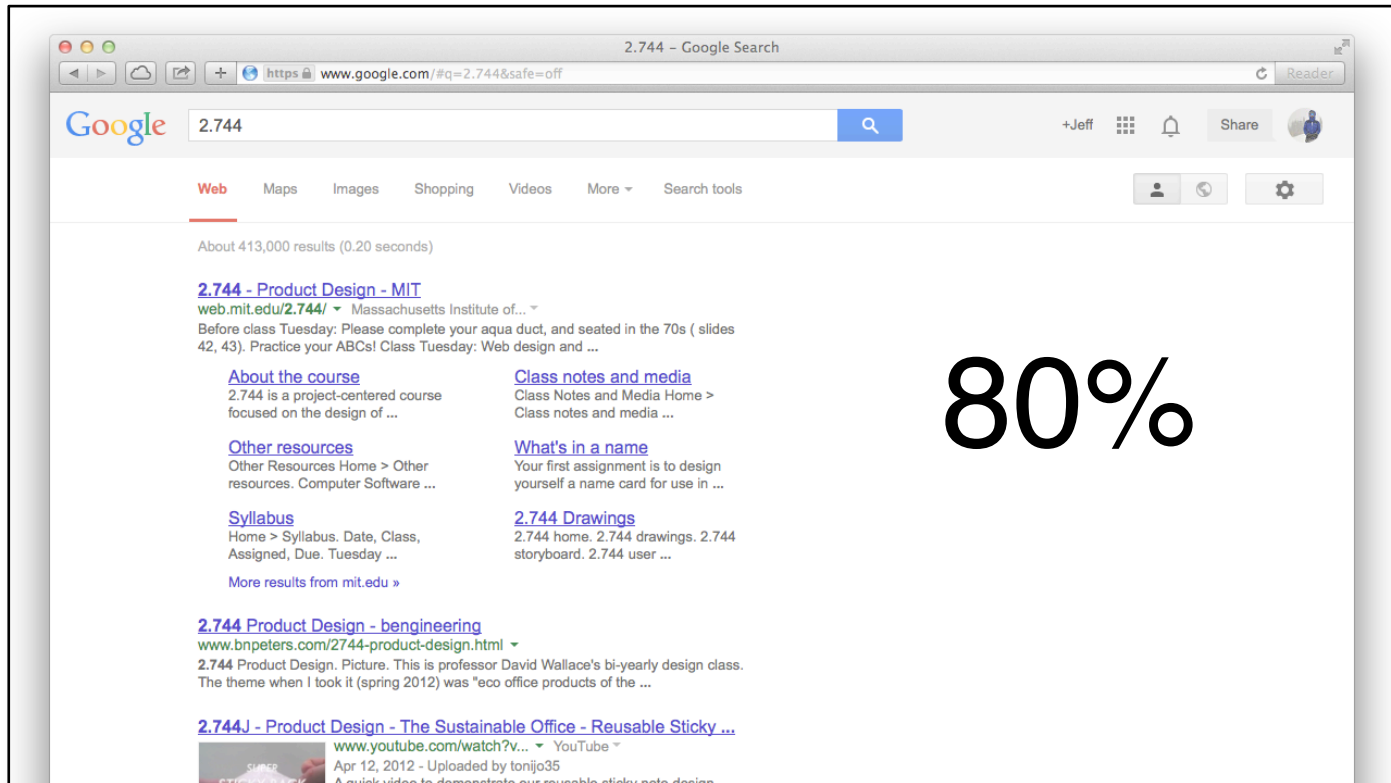 2.744 – Google Search
https www.google.com/#q=2.744&safe=off
Reader
Google
2.744
+Jeff
Share
Web
Maps
Images
Shopping
Videos
More
Search tools
About 413,000 results (0.20 seconds)
2.744 - Product Design - MIT
web.mit.edu/2.744/ Massachusetts Institute of...
Before class Tuesday: Please complete your aqua duct, and seated in the 70s ( slides
42, 43). Practice your ABCs! Class Tuesday: Web design and ...
About the course
2.744 is a project-centered course
focused on the design of ...
Class notes and media
Class Notes and Media Home >
Class notes and media ...
Other resources
Other Resources Home > Other
resources. Computer Software ...
What's in a name
Your first assignment is to design
yourself a name card for use in ...
Syllabus
Home > Syllabus. Date, Class,
Assigned, Due. Tuesday ...
2.744 Drawings
2.744 home. 2.744 drawings. 2.744
storyboard. 2.744 user ...
More results from mit.edu »
80%
2.744 Product Design - bengineering
www.bnpeters.com/2744-product-design.html
2.744 Product Design. Picture. This is professor David Wallace's bi-yearly design class.
The theme when I took it (spring 2012) was "eco office products of the ...
2.744J - Product Design - The Sustainable Office - Reusable Sticky ...
www.youtube.com/watch?v... YouTube
SUPER
Apr 12, 2012 - Uploaded by tonijo35
A quick video to demonstrate our reusable sticky note design